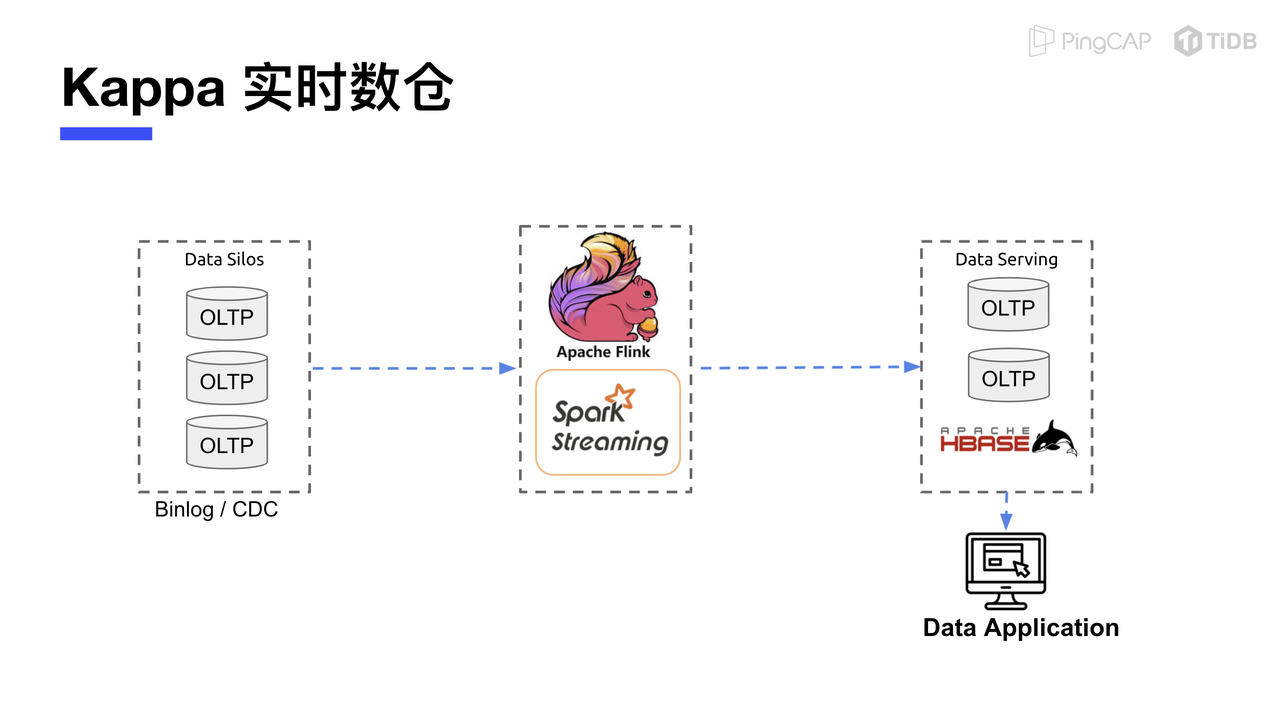 PingCAP TiDB
Kappa 实时数仓
Data Silos
OLTP
OLTP
OLTP
Binlog / CDC
Apache Flink
Spark
Streaming
Data Serving
OLTP
OLTP
APACHE
HBASE
Data Application